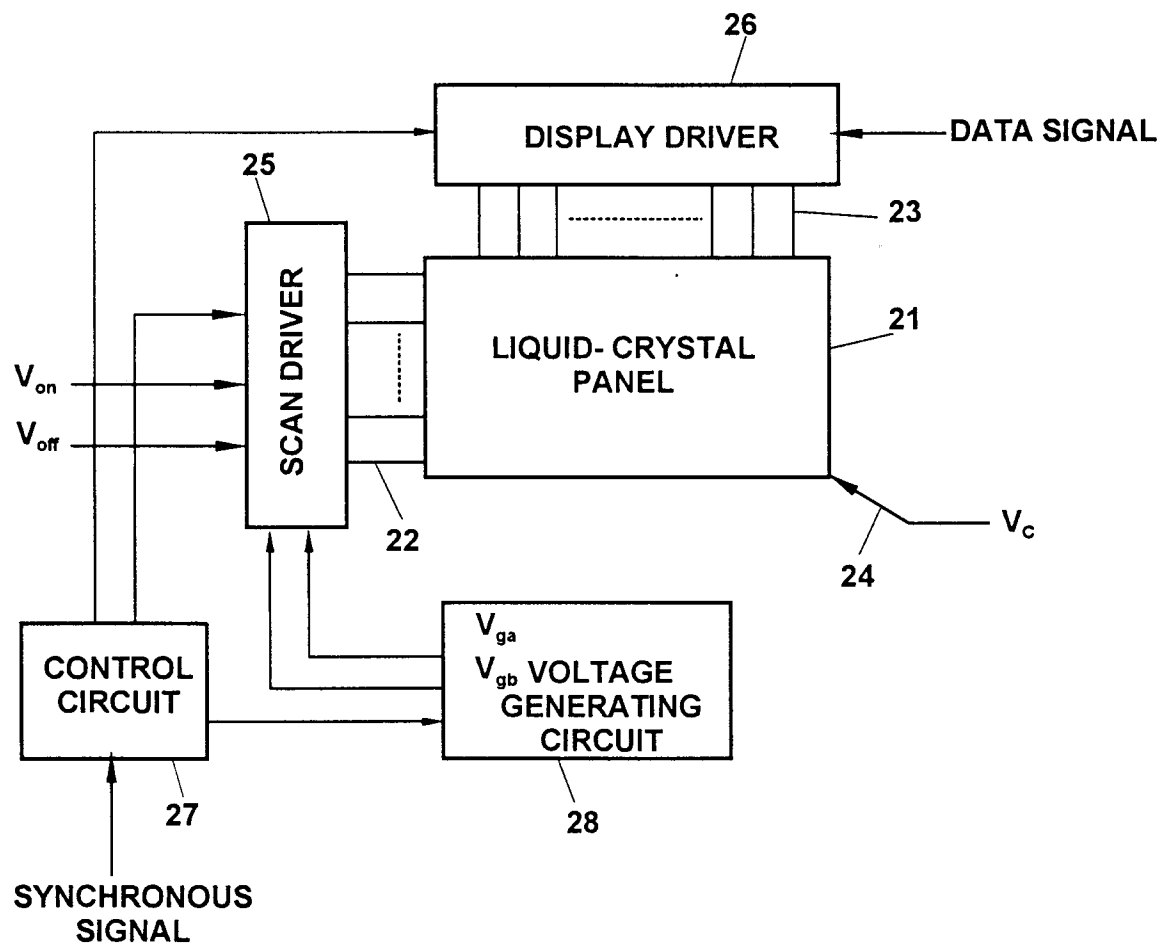 26
DISPLAY DRIVER
DATA SIGNAL
25
23
SCAN DRIVER
21
LIQUID- CRYSTAL
PANEL
Von
Voff
22
24
VC
Vga
Vgb VOLTAGE
GENERATING
CIRCUIT
CONTROL
CIRCUIT
27
28
SYNCHRONOUS
SIGNAL